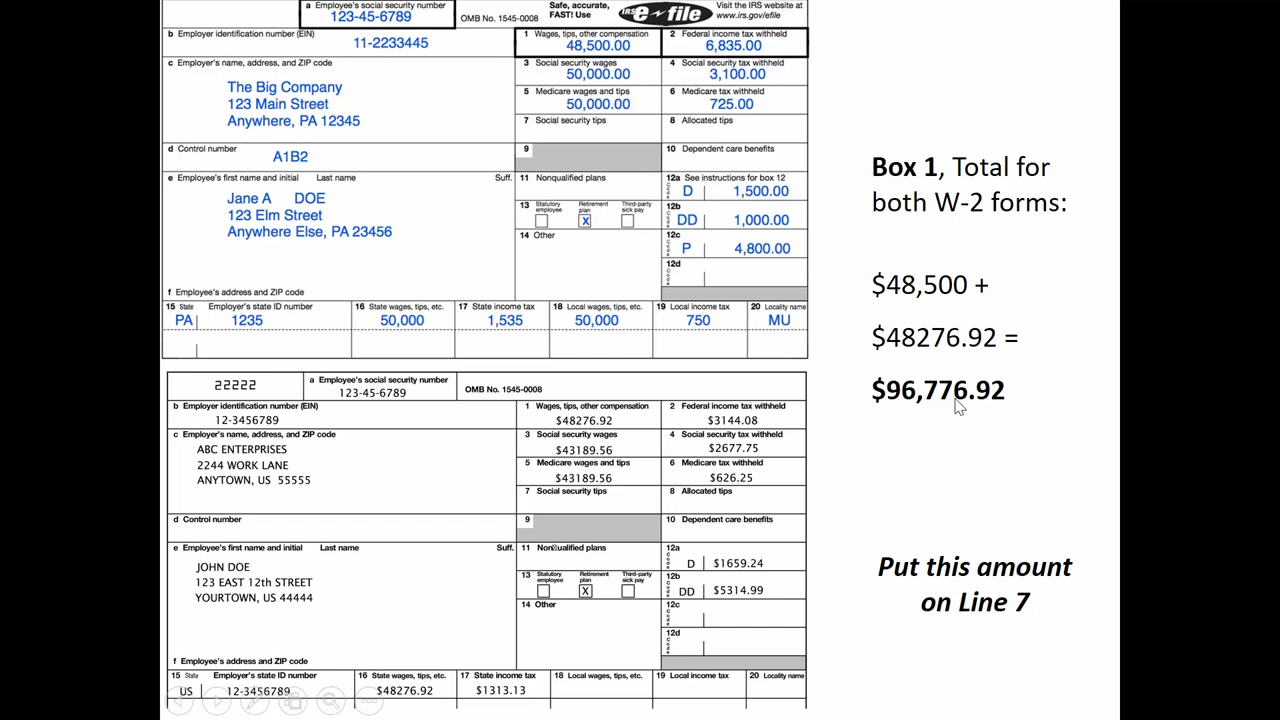 a Employee's social security number
123-45-6789
OMB No. 1545-0008
Safe, accurate,
FAST! Use
IRS e-file
Visit the IRS website at
www.irs.gov/efile
b Employer identification number (EIN)
11-2233445
1 Wages, tips, other compensation
48,500.00
2 Federal income tax withheld
6,835.00
c Employer's name, address, and ZIP code
The Big Company
123 Main Street
Anywhere, PA 12345
3 Social security wages
50,000.00
4 Social security tax withheld
3,100.00
5 Medicare wages and tips
50,000.00
6 Medicare tax withheld
725.00
7 Social security tips
8 Allocated tips
d Control number
A1B2
9
10 Dependent care benefits
e Employee's first name and initial Last name Suff.
Jane A DOE
123 Elm Street
Anywhere Else, PA 23456
11 Nonqualified plans
12a See instructions for box 12
Code D 1,500.00
13 Statutory employee Retirement plan Third-party sick pay
X
12b
Code DD 1,000.00
14 Other
12c
Code P 4,800.00
12d
Code
f Employee's address and ZIP code
15 State Employer's state ID number
PA 1235
16 State wages, tips, etc.
50,000
17 State income tax
1,535
18 Local wages, tips, etc.
50,000
19 Local income tax
750
20 Locality name
MU
22222
a Employee's social security number
123-45-6789
OMB No. 1545-0008
b Employer identification number (EIN)
12-3456789
1 Wages, tips, other compensation
$48276.92
2 Federal income tax withheld
$3144.08
c Employer's name, address, and ZIP code
ABC ENTERPRISES
2244 WORK LANE
ANYTOWN, US 55555
3 Social security wages
$43189.56
4 Social security tax withheld
$2677.75
5 Medicare wages and tips
$43189.56
6 Medicare tax withheld
$626.25
7 Social security tips
8 Allocated tips
d Control number
9
10 Dependent care benefits
e Employee's first name and initial Last name Suff.
JOHN DOE
123 EAST 12th STREET
YOURTOWN, US 44444
11 Nonqualified plans
12a
Code D $1659.24
13 Statutory employee Retirement plan Third-party sick pay
X
12b
Code DD $5314.99
14 Other
12c
Code
12d
Code
f Employee's address and ZIP code
15 State Employer's state ID number
US 12-3456789
16 State wages, tips, etc.
$48276.92
17 State income tax
$1313.13
18 Local wages, tips, etc.
19 Local income tax
20 Locality name
Box 1, Total for
both W-2 forms:
$48,500 +
$48276.92 =
$96,776.92
Put this amount
on Line 7